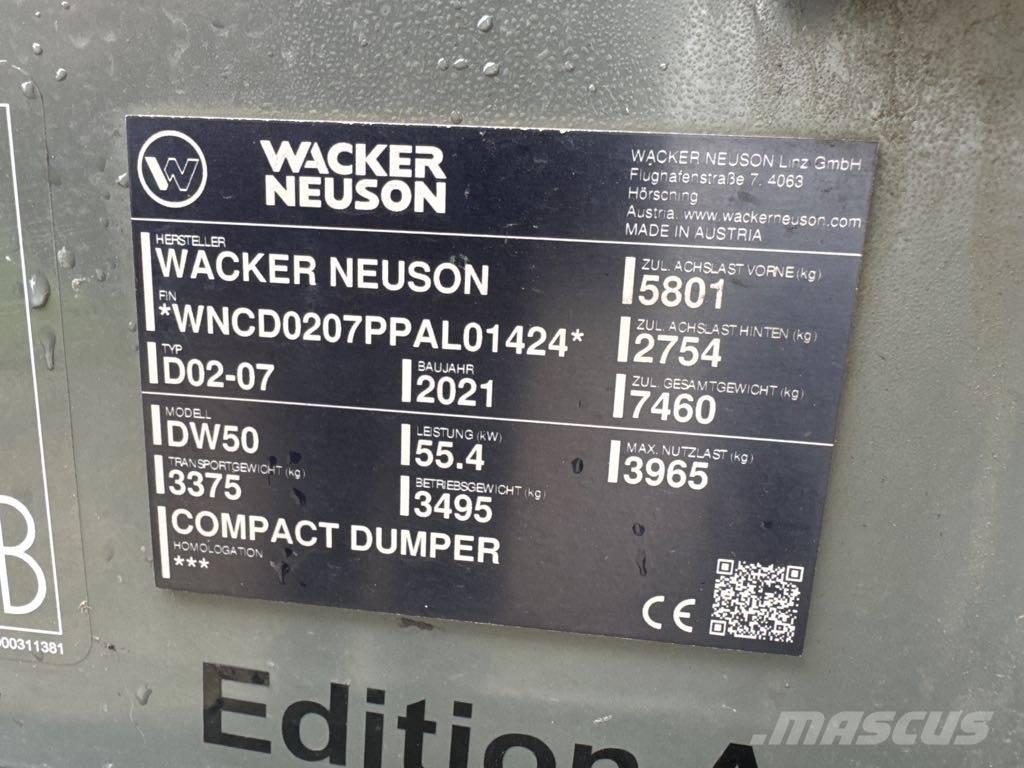 WACKER
NEUSON
WACKER NEUSON Linz GmbH
Flughafenstraße 7, 4063
Hörsching
Austria, www.wackerneuson.com
MADE IN AUSTRIA
HERSTELLER
WACKER NEUSON
FIN
*WNCD0207PPAL01424*
TYP
D02-07
BAUJAHR
2021
ZUL. ACHSLAST VORNE (kg)
5801
ZUL. ACHSLAST HINTEN (kg)
2754
ZUL. GESAMTGEWICHT (kg)
7460
MODELL
DW50
LEISTUNG (kW)
55.4
MAX. NUTZLAST (kg)
3965
TRANSPORTGEWICHT (kg)
3375
BETRIEBSGEWICHT (kg)
3495
COMPACT DUMPER
HOMOLOGATION
***
CE
B
000311381
Edition A
MASCUS